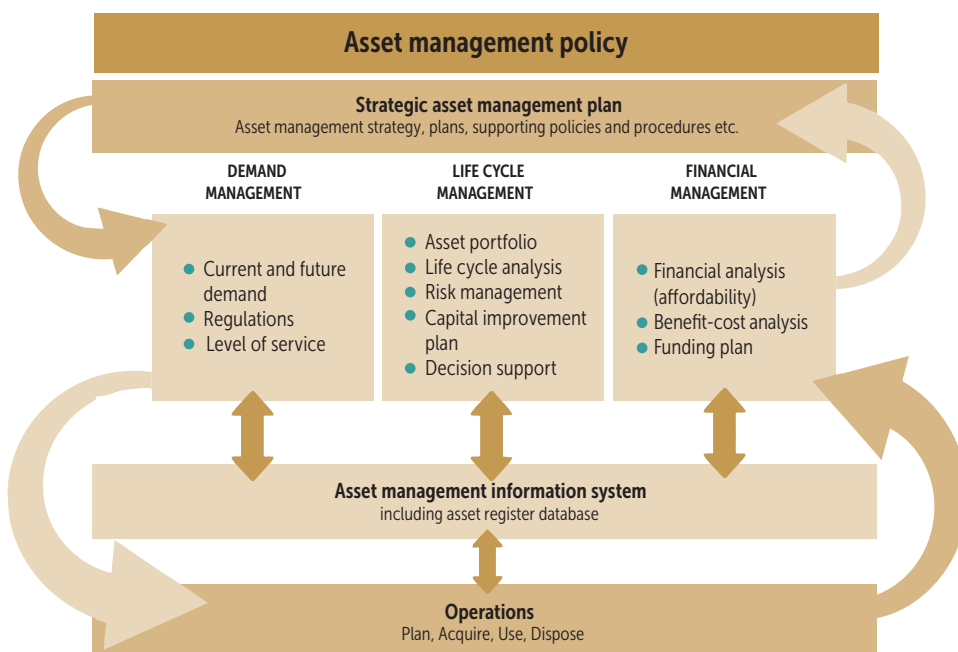 Asset management policy
Strategic asset management plan
Asset management strategy, plans, supporting policies and procedures etc.
DEMAND
MANAGEMENT
Current and future
demand
Regulations
Level of service
LIFE CYCLE
MANAGEMENT
Asset portfolio
Life cycle analysis
Risk management
Capital improvement
plan
Decision support
FINANCIAL
MANAGEMENT
Financial analysis
(affordability)
Benefit-cost analysis
Funding plan
Asset management information system
including asset register database
Operations
Plan, Acquire, Use, Dispose